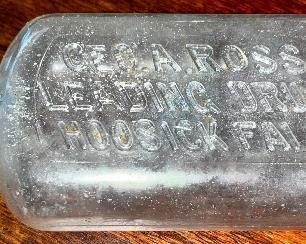 GEO. A. ROSS
LEADING DRU
HOOSICK FAL